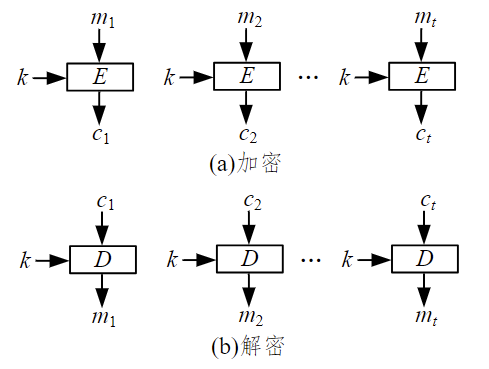 m₁ m₂ mₜ
k E k E ··· k E
c₁ c₂ cₜ
(a)加密
c₁ c₂ cₜ
k D k D ··· k D
m₁ m₂ mₜ
(b)解密